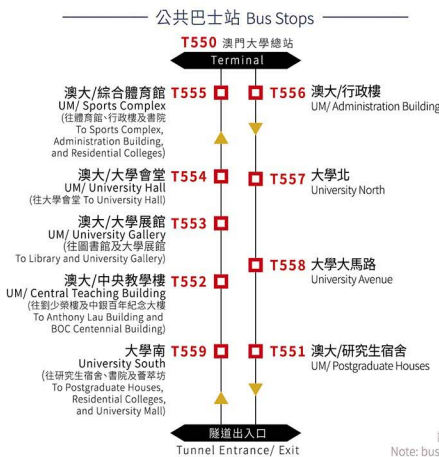 公共巴士站 Bus Stops
T550 澳門大學總站
Terminal
澳大/綜合體育館 T555
UM/ Sports Complex
(往體育館、行政樓及書院
To Sports Complex,
Administration Building,
and Residential Colleges)
T556 澳大/行政樓
UM/ Administration Building
澳大/大學會堂 T554
UM/ University Hall
(往大學會堂 To University Hall)
T557 大學北
University North
澳大/大學展館 T553
UM/ University Gallery
(往圖書館及大學展館
To Library and University Gallery)
T558 大學大馬路
University Avenue
澳大/中央教學樓 T552
UM/ Central Teaching Building
(往劉少榮樓及中銀百年紀念大樓
To Anthony Lau Building and
BOC Centennial Building)
大學南 T559
University South
(往研究生宿舍、書院及薈萃坊
To Postgraduate Houses,
Residential Colleges,
and University Mall)
T551 澳大/研究生宿舍
UM/ Postgraduate Houses
隧道出入口
Tunnel Entrance/ Exit
Note: bus